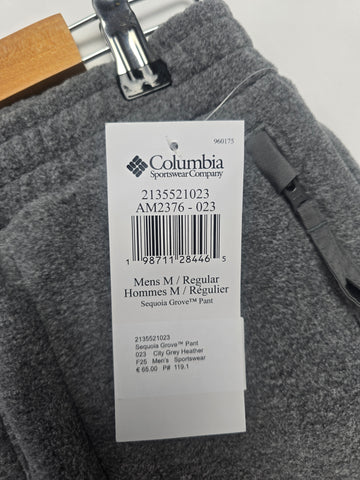 960175
Columbia
Sportswear Company
2135521023
AM2376 - 023
1 98711 28446 5
Mens M / Regular
Hommes M / Régulier
Sequoia Grove™ Pant
2135521023
Sequoia Grove™ Pant
023 City Grey Heather
F25 Men's Sportswear
€ 65.00 P# 119.1